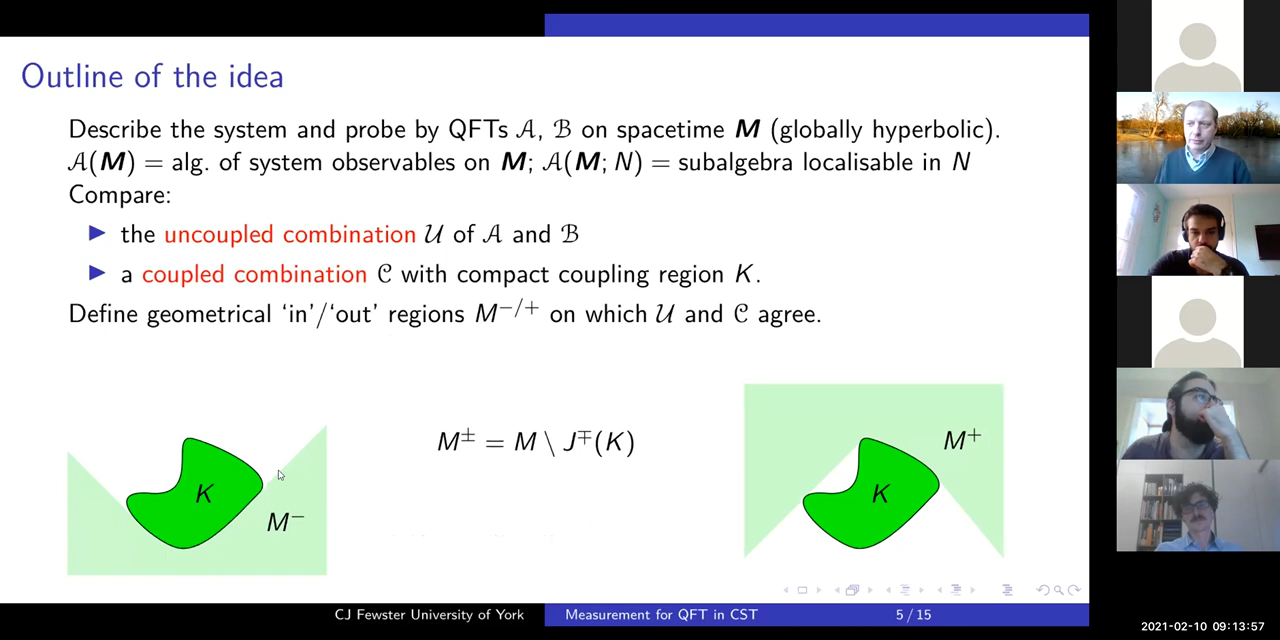 Outline of the idea
Describe the system and probe by QFTs 𝒜, ℬ on spacetime M (globally hyperbolic).
𝒜(M) = alg. of system observables on M; 𝒜(M; N) = subalgebra localisable in N
Compare:
▶ the uncoupled combination 𝒰 of 𝒜 and ℬ
▶ a coupled combination 𝒞 with compact coupling region K.
Define geometrical ‘in’/‘out’ regions M⁻/⁺ on which 𝒰 and 𝒞 agree.
K
M⁻
M± = M \ J∓(K)
M⁺
K
CJ Fewster University of York
Measurement for QFT in CST
5 / 15
2021-02-10 09:13:57